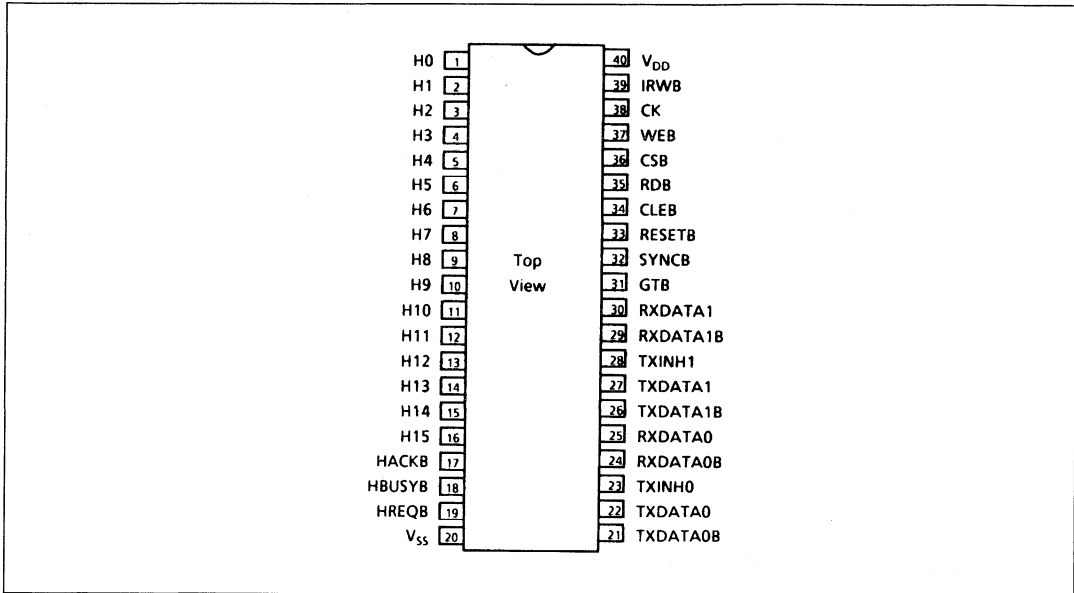 H0 1 40 VDD
H1 2 39 IRWB
H2 3 38 CK
H3 4 37 WEB
H4 5 36 CSB
H5 6 35 RDB
H6 7 34 CLEB
H7 8 33 RESETB
H8 9 Top 32 SYNCB
H9 10 View 31 GTB
H10 11 30 RXDATA1
H11 12 29 RXDATA1B
H12 13 28 TXINH1
H13 14 27 TXDATA1
H14 15 26 TXDATA1B
H15 16 25 RXDATA0
HACKB 17 24 RXDATA0B
HBUSYB 18 23 TXINH0
HREQB 19 22 TXDATA0
VSS 20 21 TXDATA0B